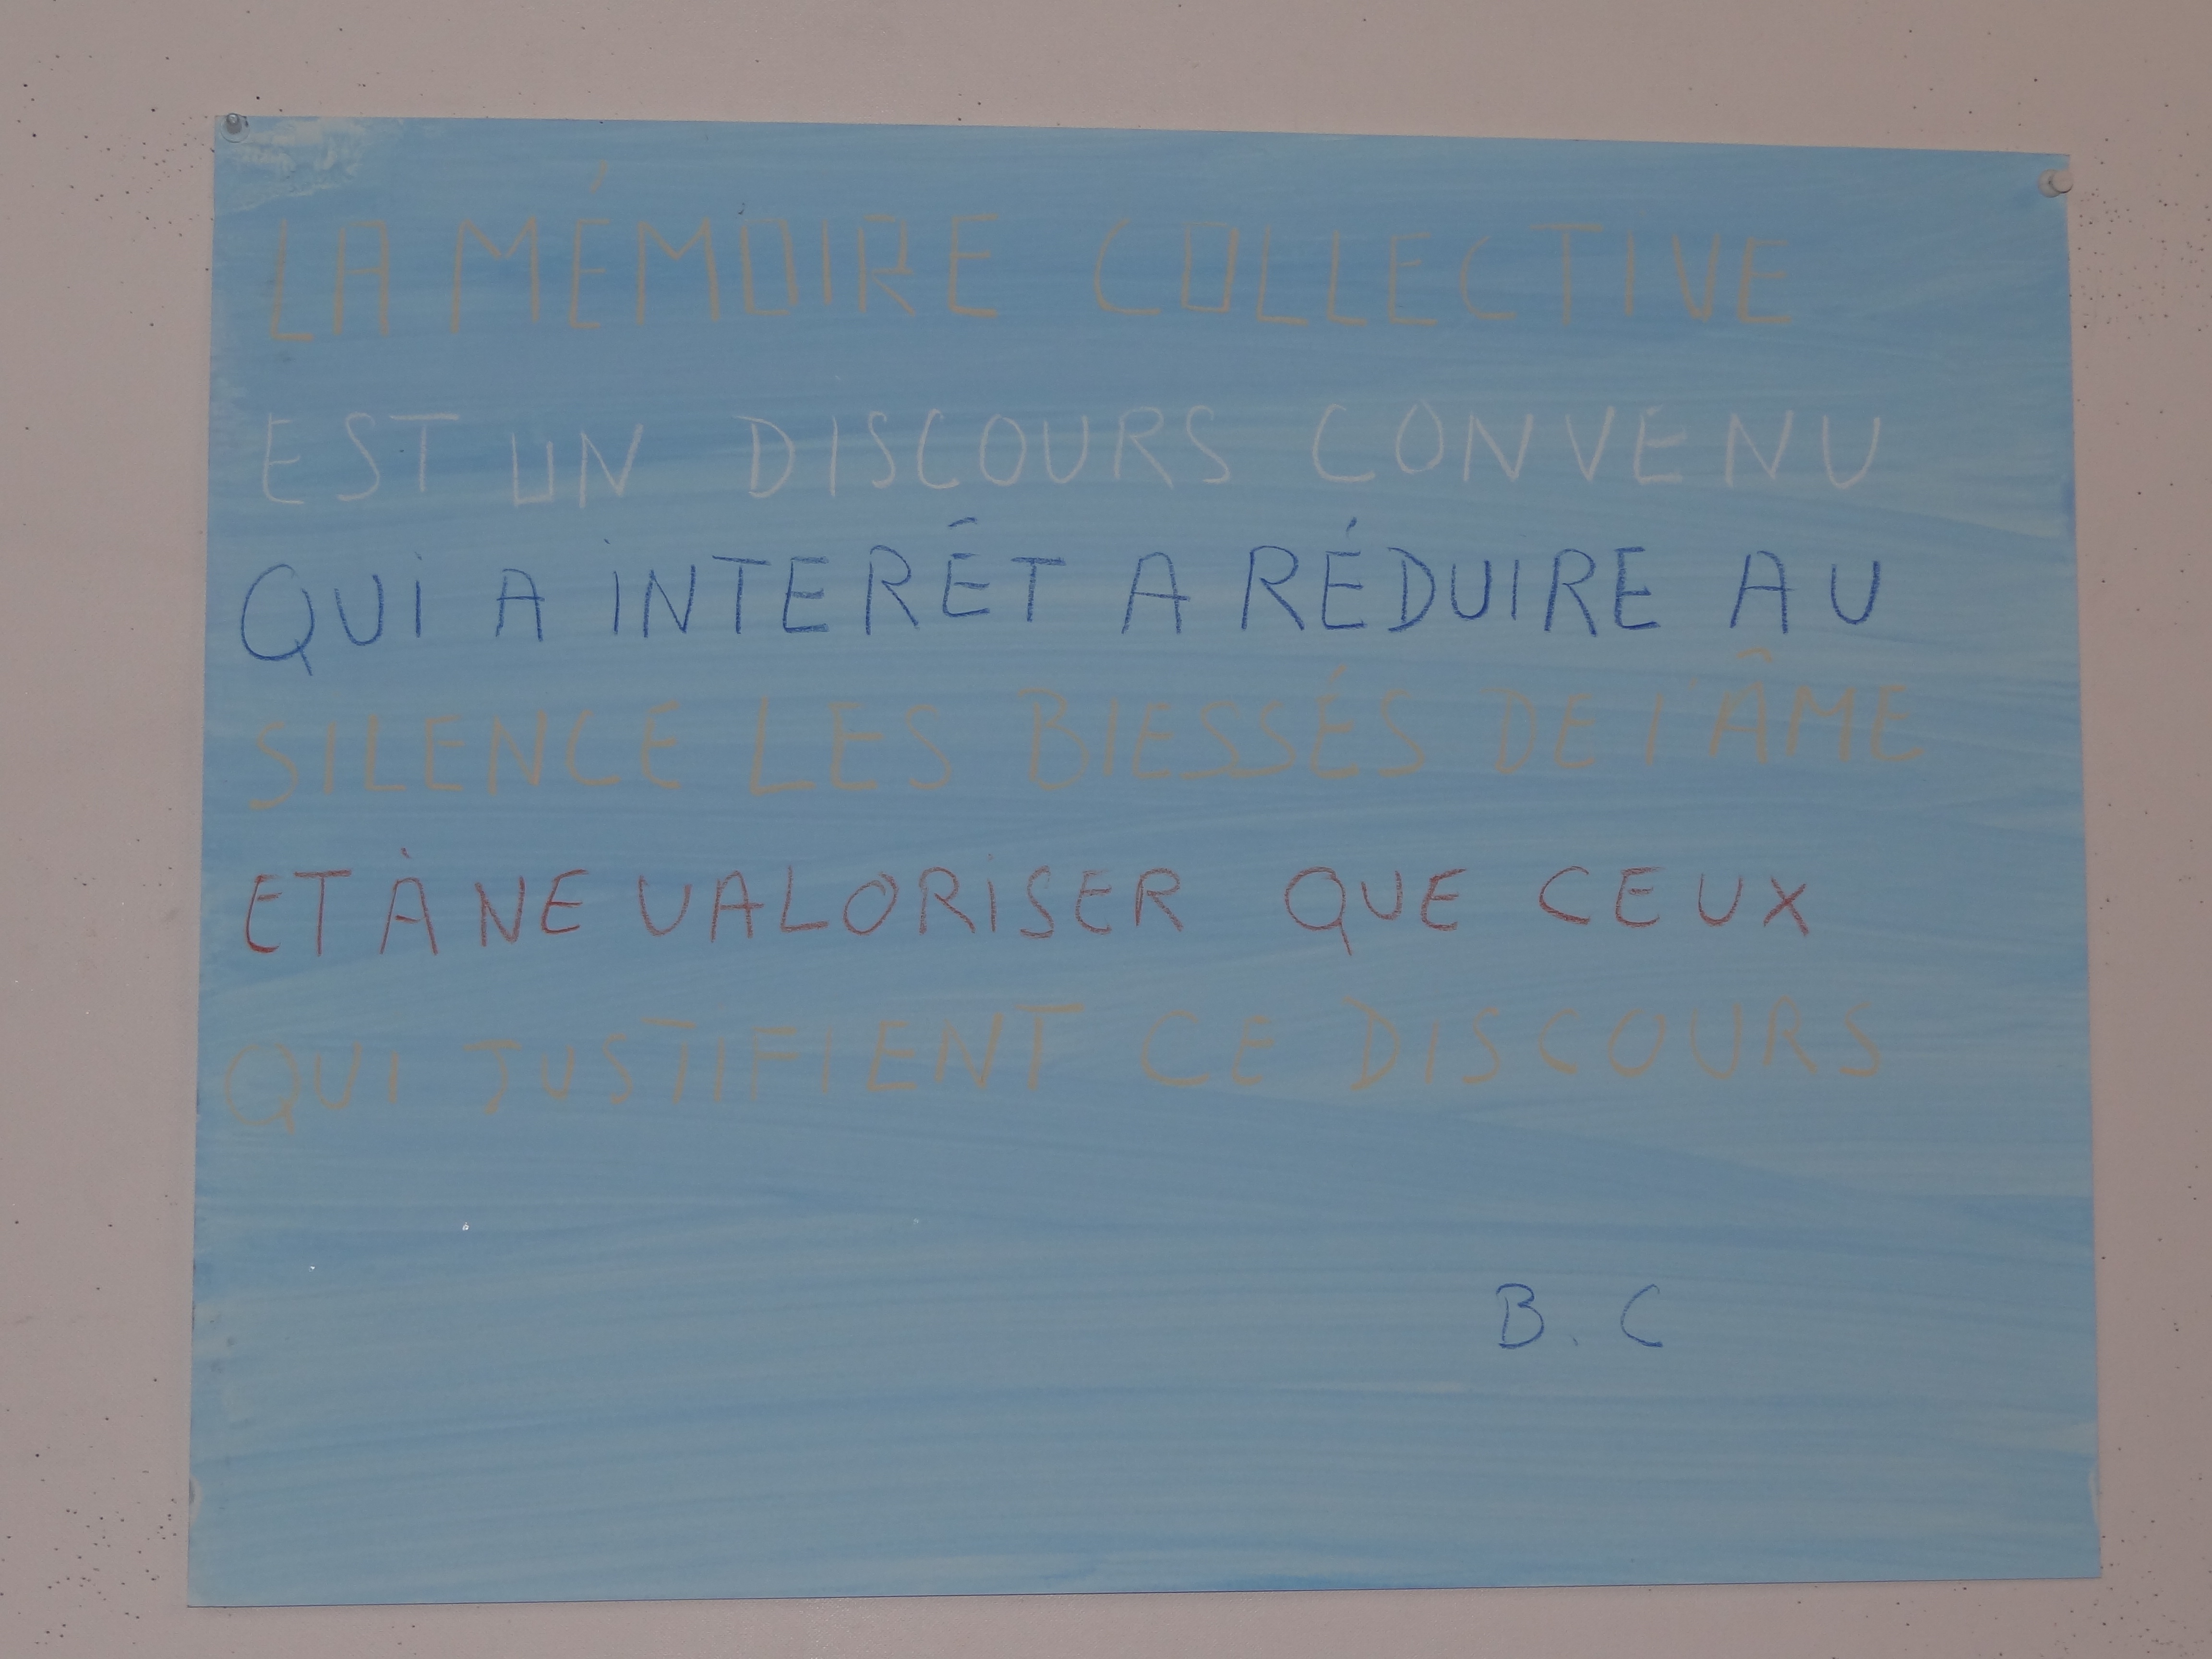 LA MÉMOIRE COLLECTIVE
EST UN DISCOURS CONVENU
QUI A INTERÊT A RÉDUIRE AU
SILENCE LES BlESSÉS DE l'ÂME
ET À NE VALORISER QUE CEUX
QUI JUSTIFIENT CE DISCOURS
B. C